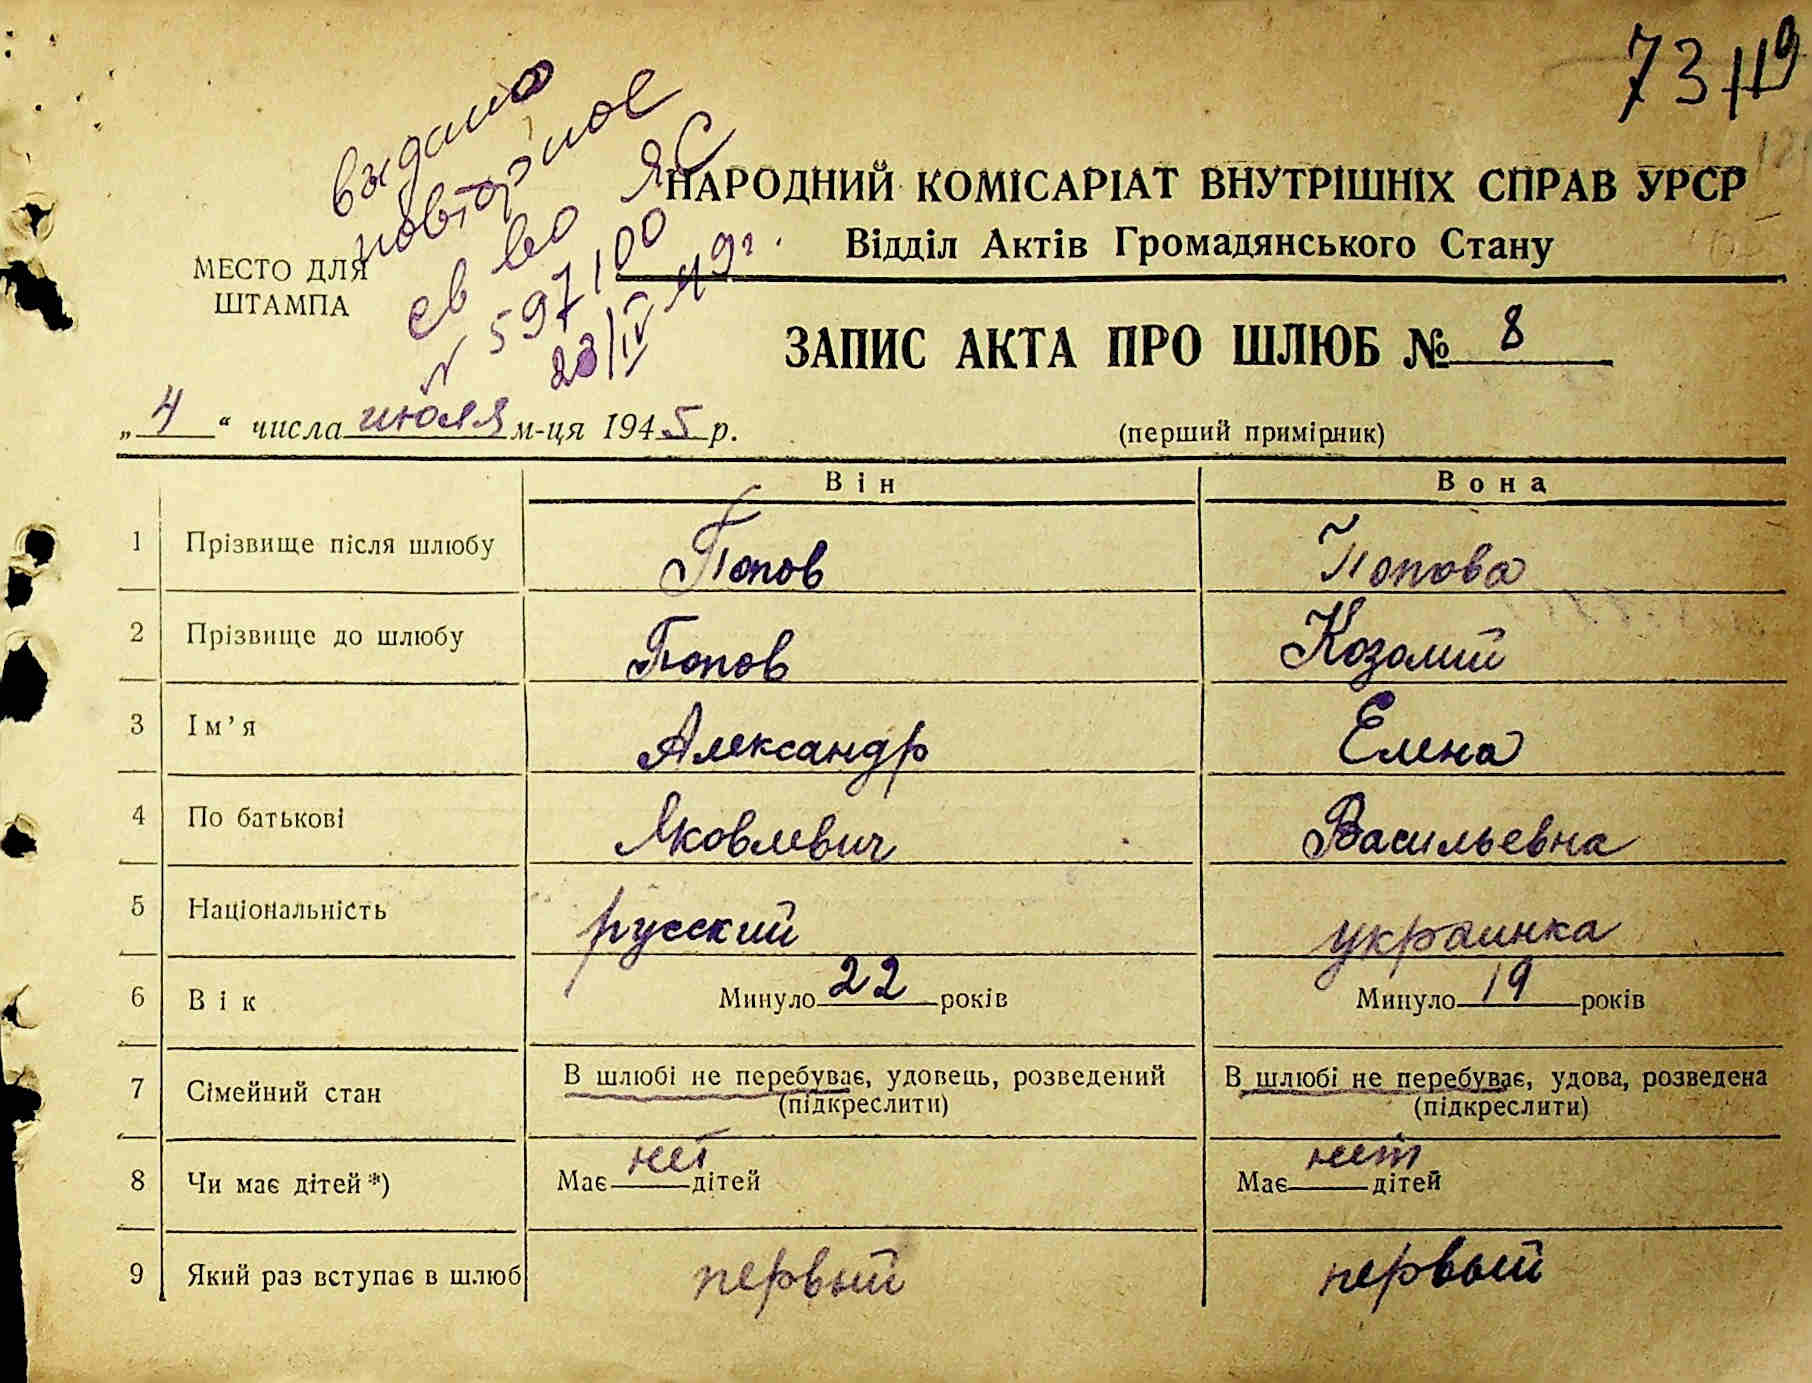 73
выдано
повторное
св во ЯС
N 597100
23/IV 49г.
НАРОДНИЙ КОМІСАРІАТ ВНУТРІШНІХ СПРАВ УРСР
Відділ Актів Громадянського Стану
МЕСТО ДЛЯ
ШТАМПА
ЗАПИС АКТА ПРО ШЛЮБ № 8
„4“ числа июля м-ця 1945 р.
(перший примірник)
Він Вона
1 Прізвище після шлюбу Попов Попова
2 Прізвище до шлюбу Попов Козолий
3 Ім'я Александр Елена
4 По батькові Яковлевич Васильевна
5 Національність русский украинка
6 Вік Минуло 22 років Минуло 19 років
7 Сімейний стан В шлюбі не перебуває, удовець, розведений В шлюбі не перебуває, удова, розведена
(підкреслити) (підкреслити)
8 Чи має дітей*) Має нет дітей Має нет дітей
9 Який раз вступає в шлюб первый первый